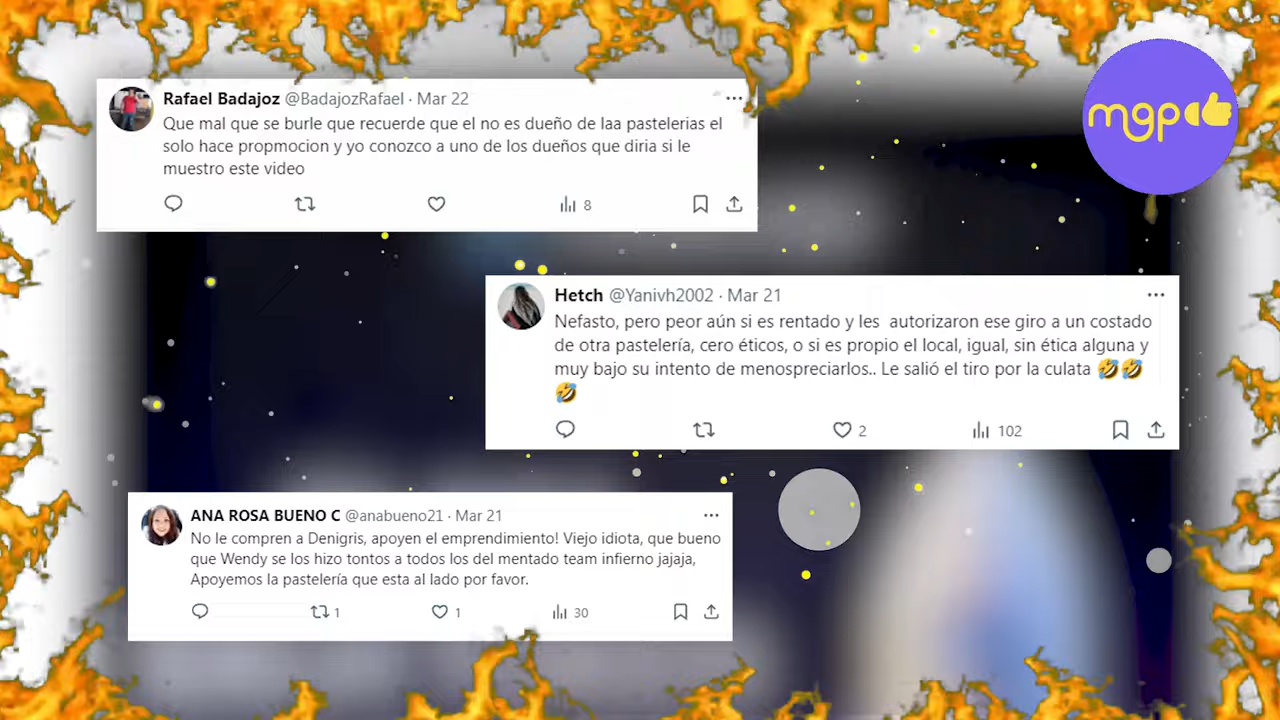 mgp
Rafael Badajoz @BadajozRafael · Mar 22
Que mal que se burle que recuerde que el no es dueño de laa pastelerias el
solo hace propmocion y yo conozco a uno de los dueños que diria si le
muestro este video
8
Hetch @Yanivh2002 · Mar 21
Nefasto, pero peor aún si es rentado y les autorizaron ese giro a un costado
de otra pastelería, cero éticos, o si es propio el local, igual, sin ética alguna y
muy bajo su intento de menospreciarlos.. Le salió el tiro por la culata 🤣🤣
🤣
2 102
ANA ROSA BUENO C @anabueno21 · Mar 21
No le compren a Denigris, apoyen el emprendimiento! Viejo idiota, que bueno
que Wendy se los hizo tontos a todos los del mentado team infierno jajaja,
Apoyemos la pastelería que esta al lado por favor.
1 1 30